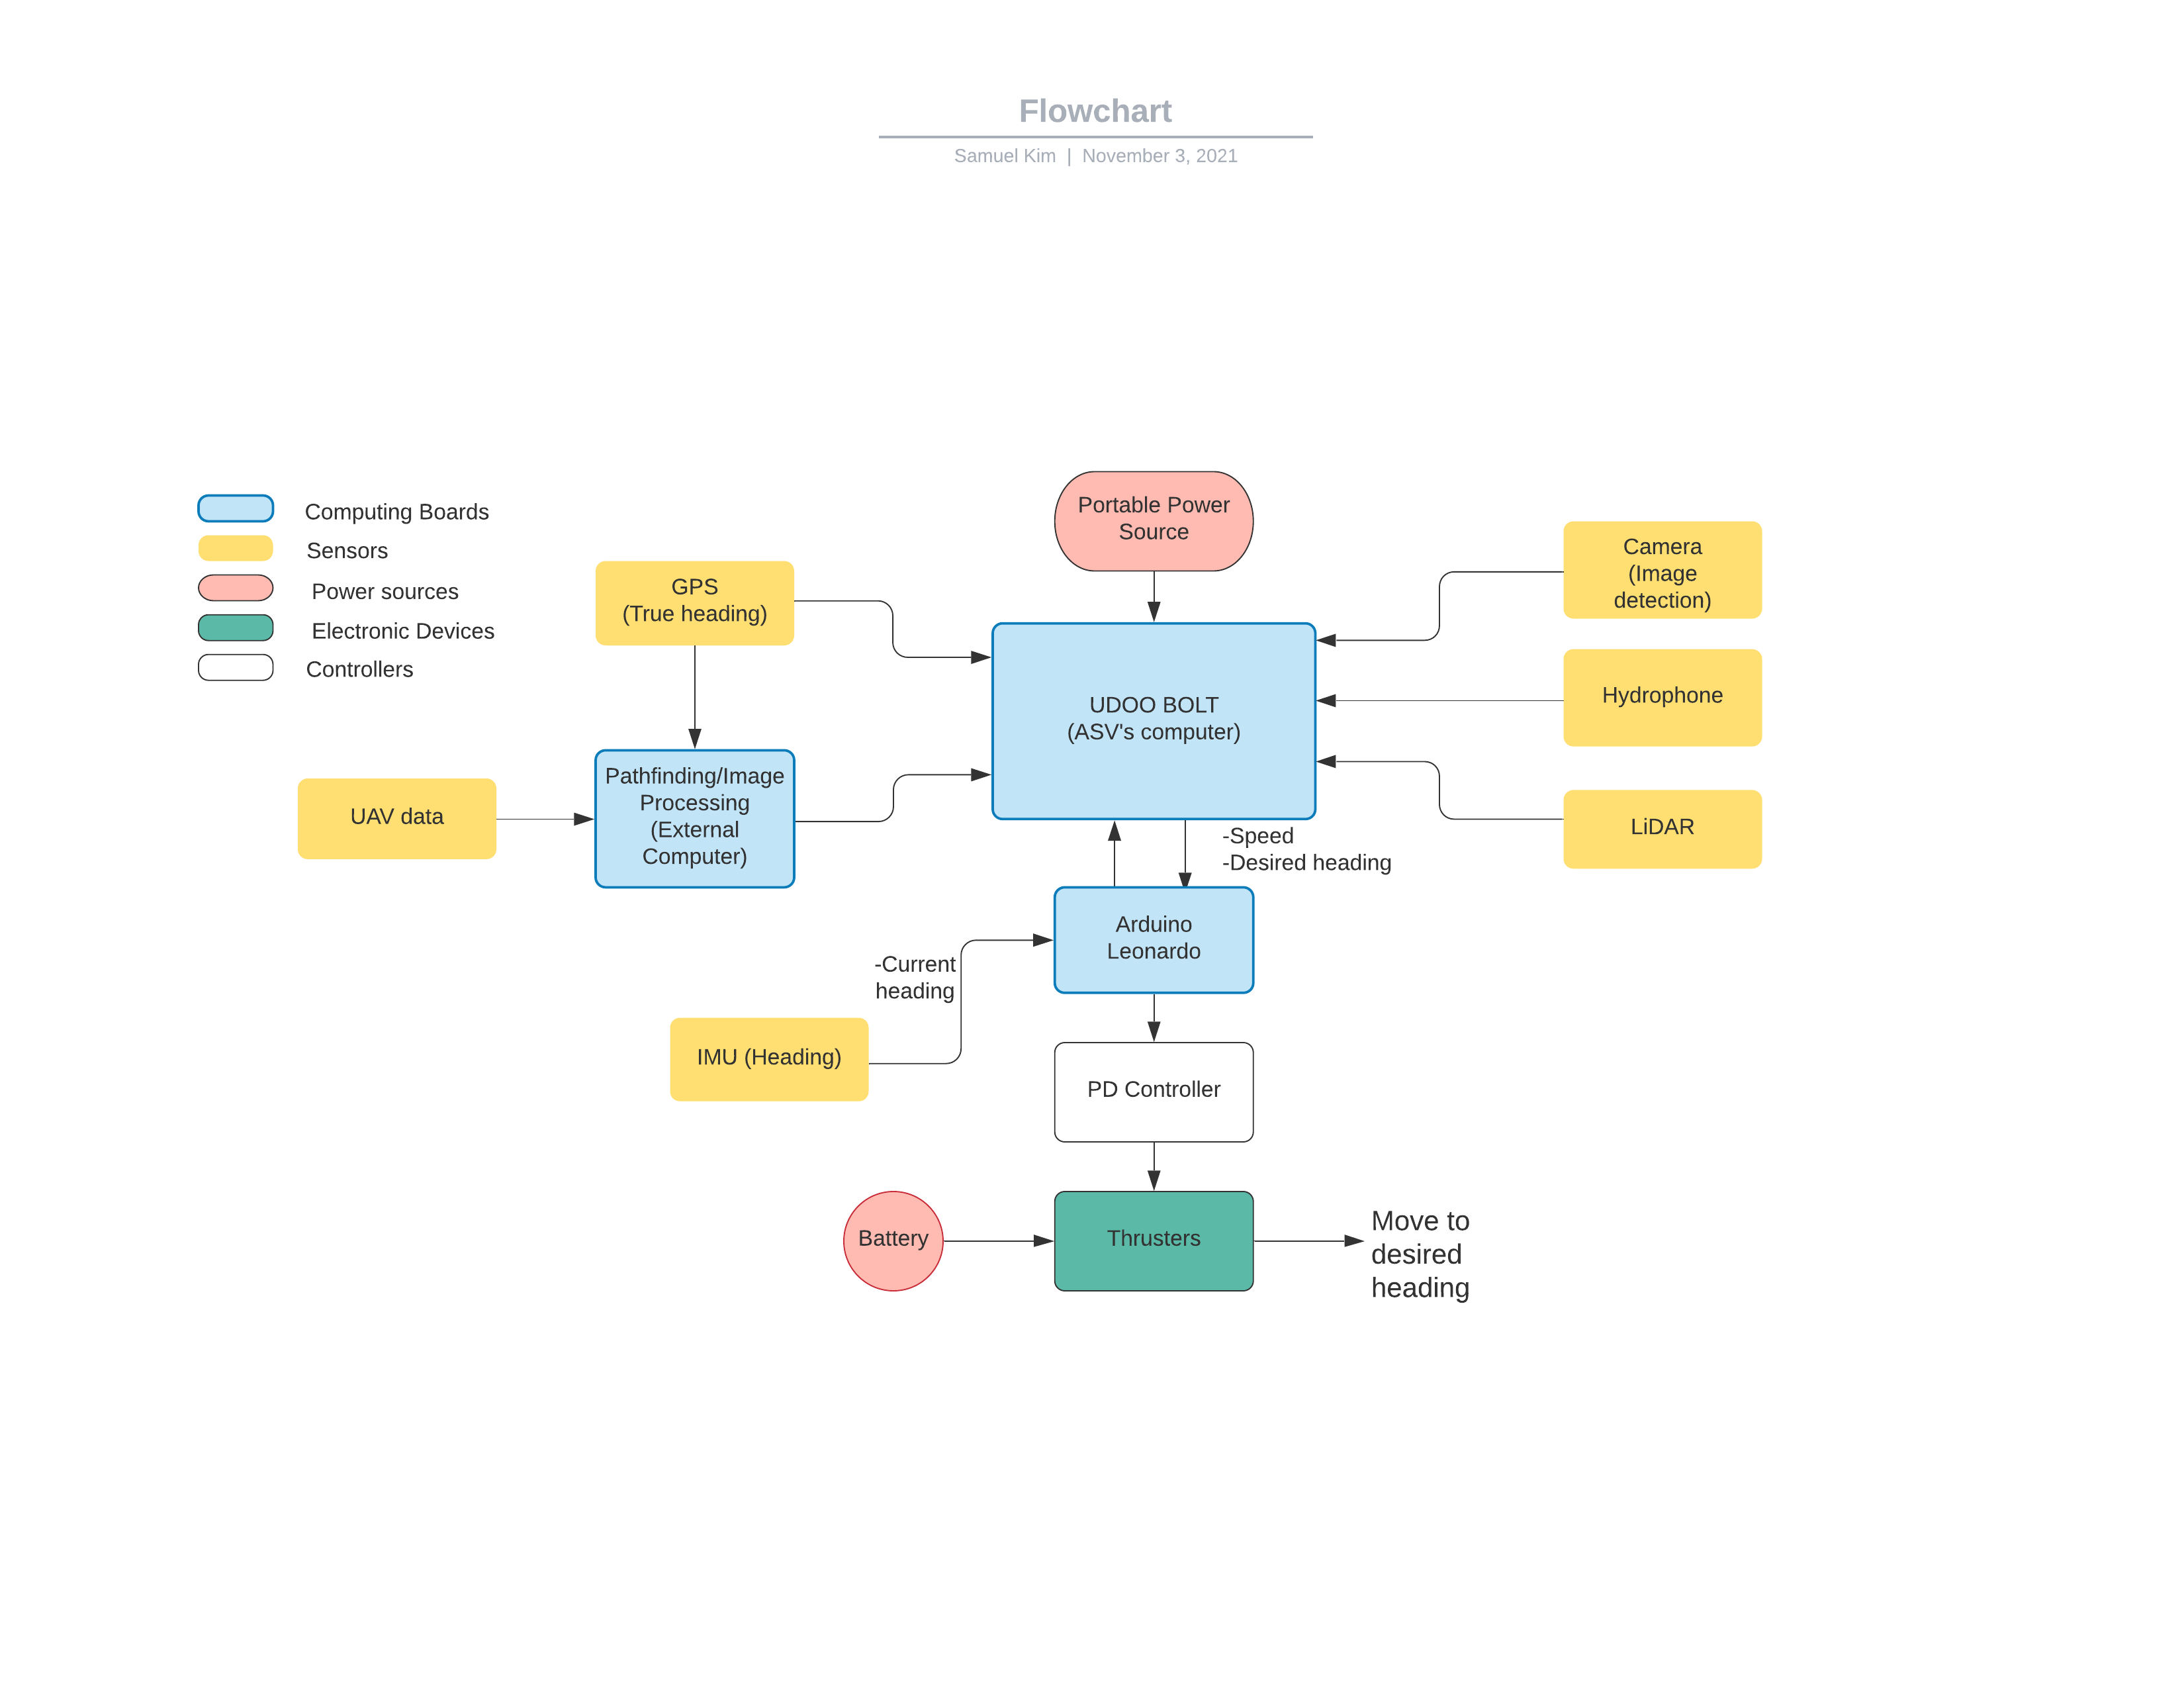 Flowchart
Samuel Kim | November 3, 2021
Computing Boards
Sensors
Power sources
Electronic Devices
Controllers
Portable Power
Source
GPS
(True heading)
Camera
(Image
detection)
UDOO BOLT
(ASV's computer)
Hydrophone
UAV data
Pathfinding/Image
Processing
(External
Computer)
LiDAR
-Speed
-Desired heading
Arduino
Leonardo
-Current
heading
IMU (Heading)
PD Controller
Battery
Thrusters
Move to
desired
heading